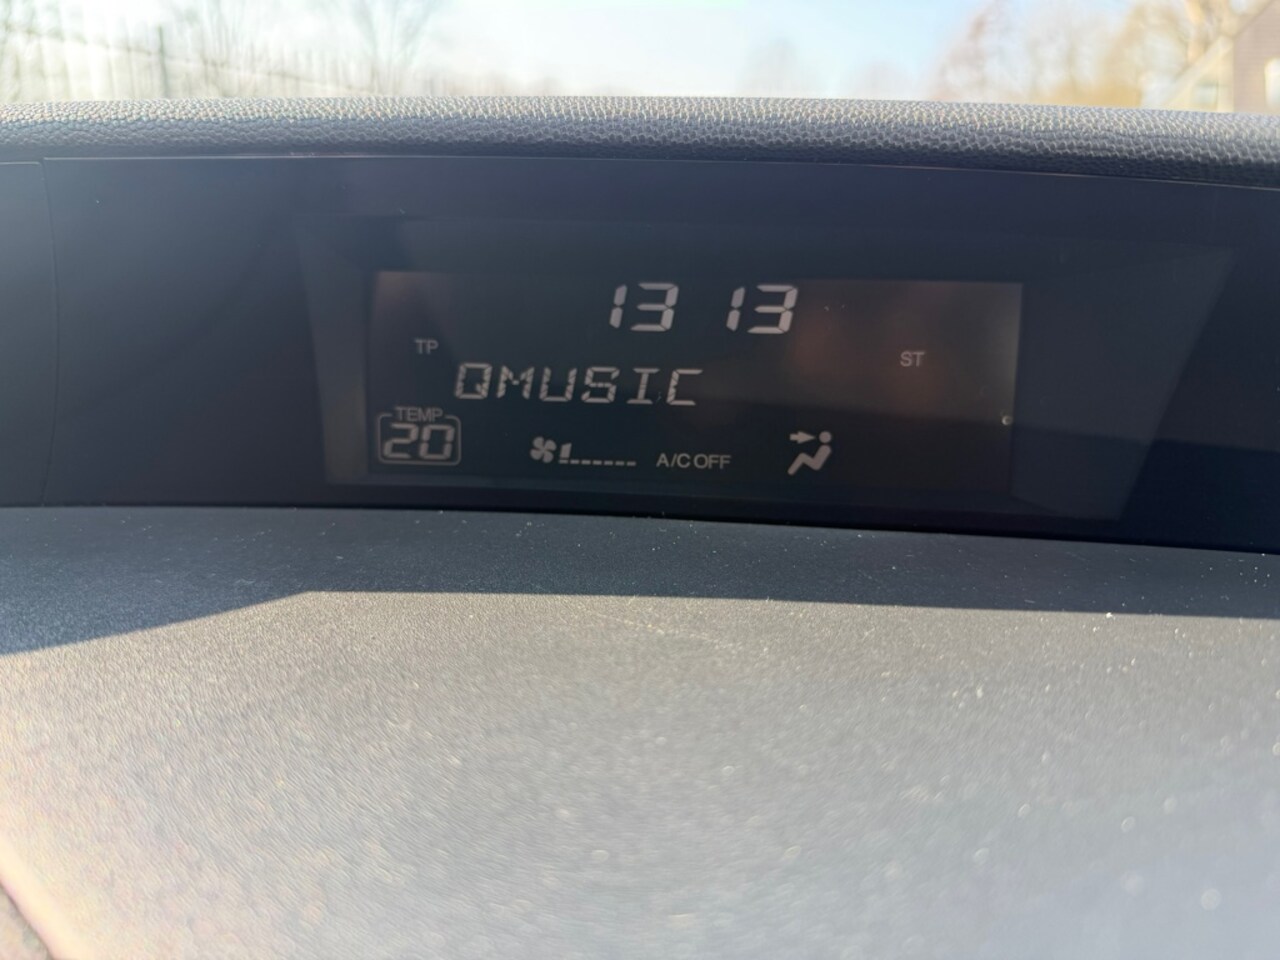 13 13
TP ST
QMUSIC
TEMP
20 A/C OFF